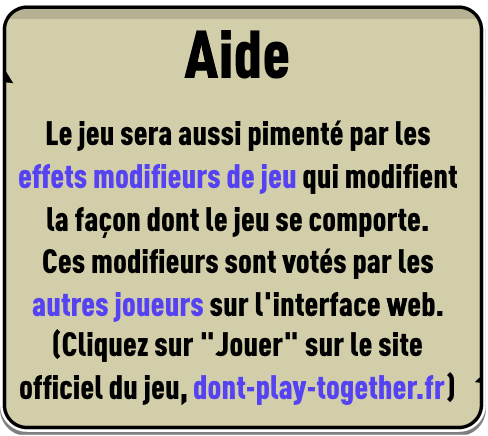 Aide
Le jeu sera aussi pimenté par les
effets modifieurs de jeu qui modifient
la façon dont le jeu se comporte.
Ces modifieurs sont votés par les
autres joueurs sur l'interface web.
(Cliquez sur "Jouer" sur le site
officiel du jeu, dont-play-together.fr)